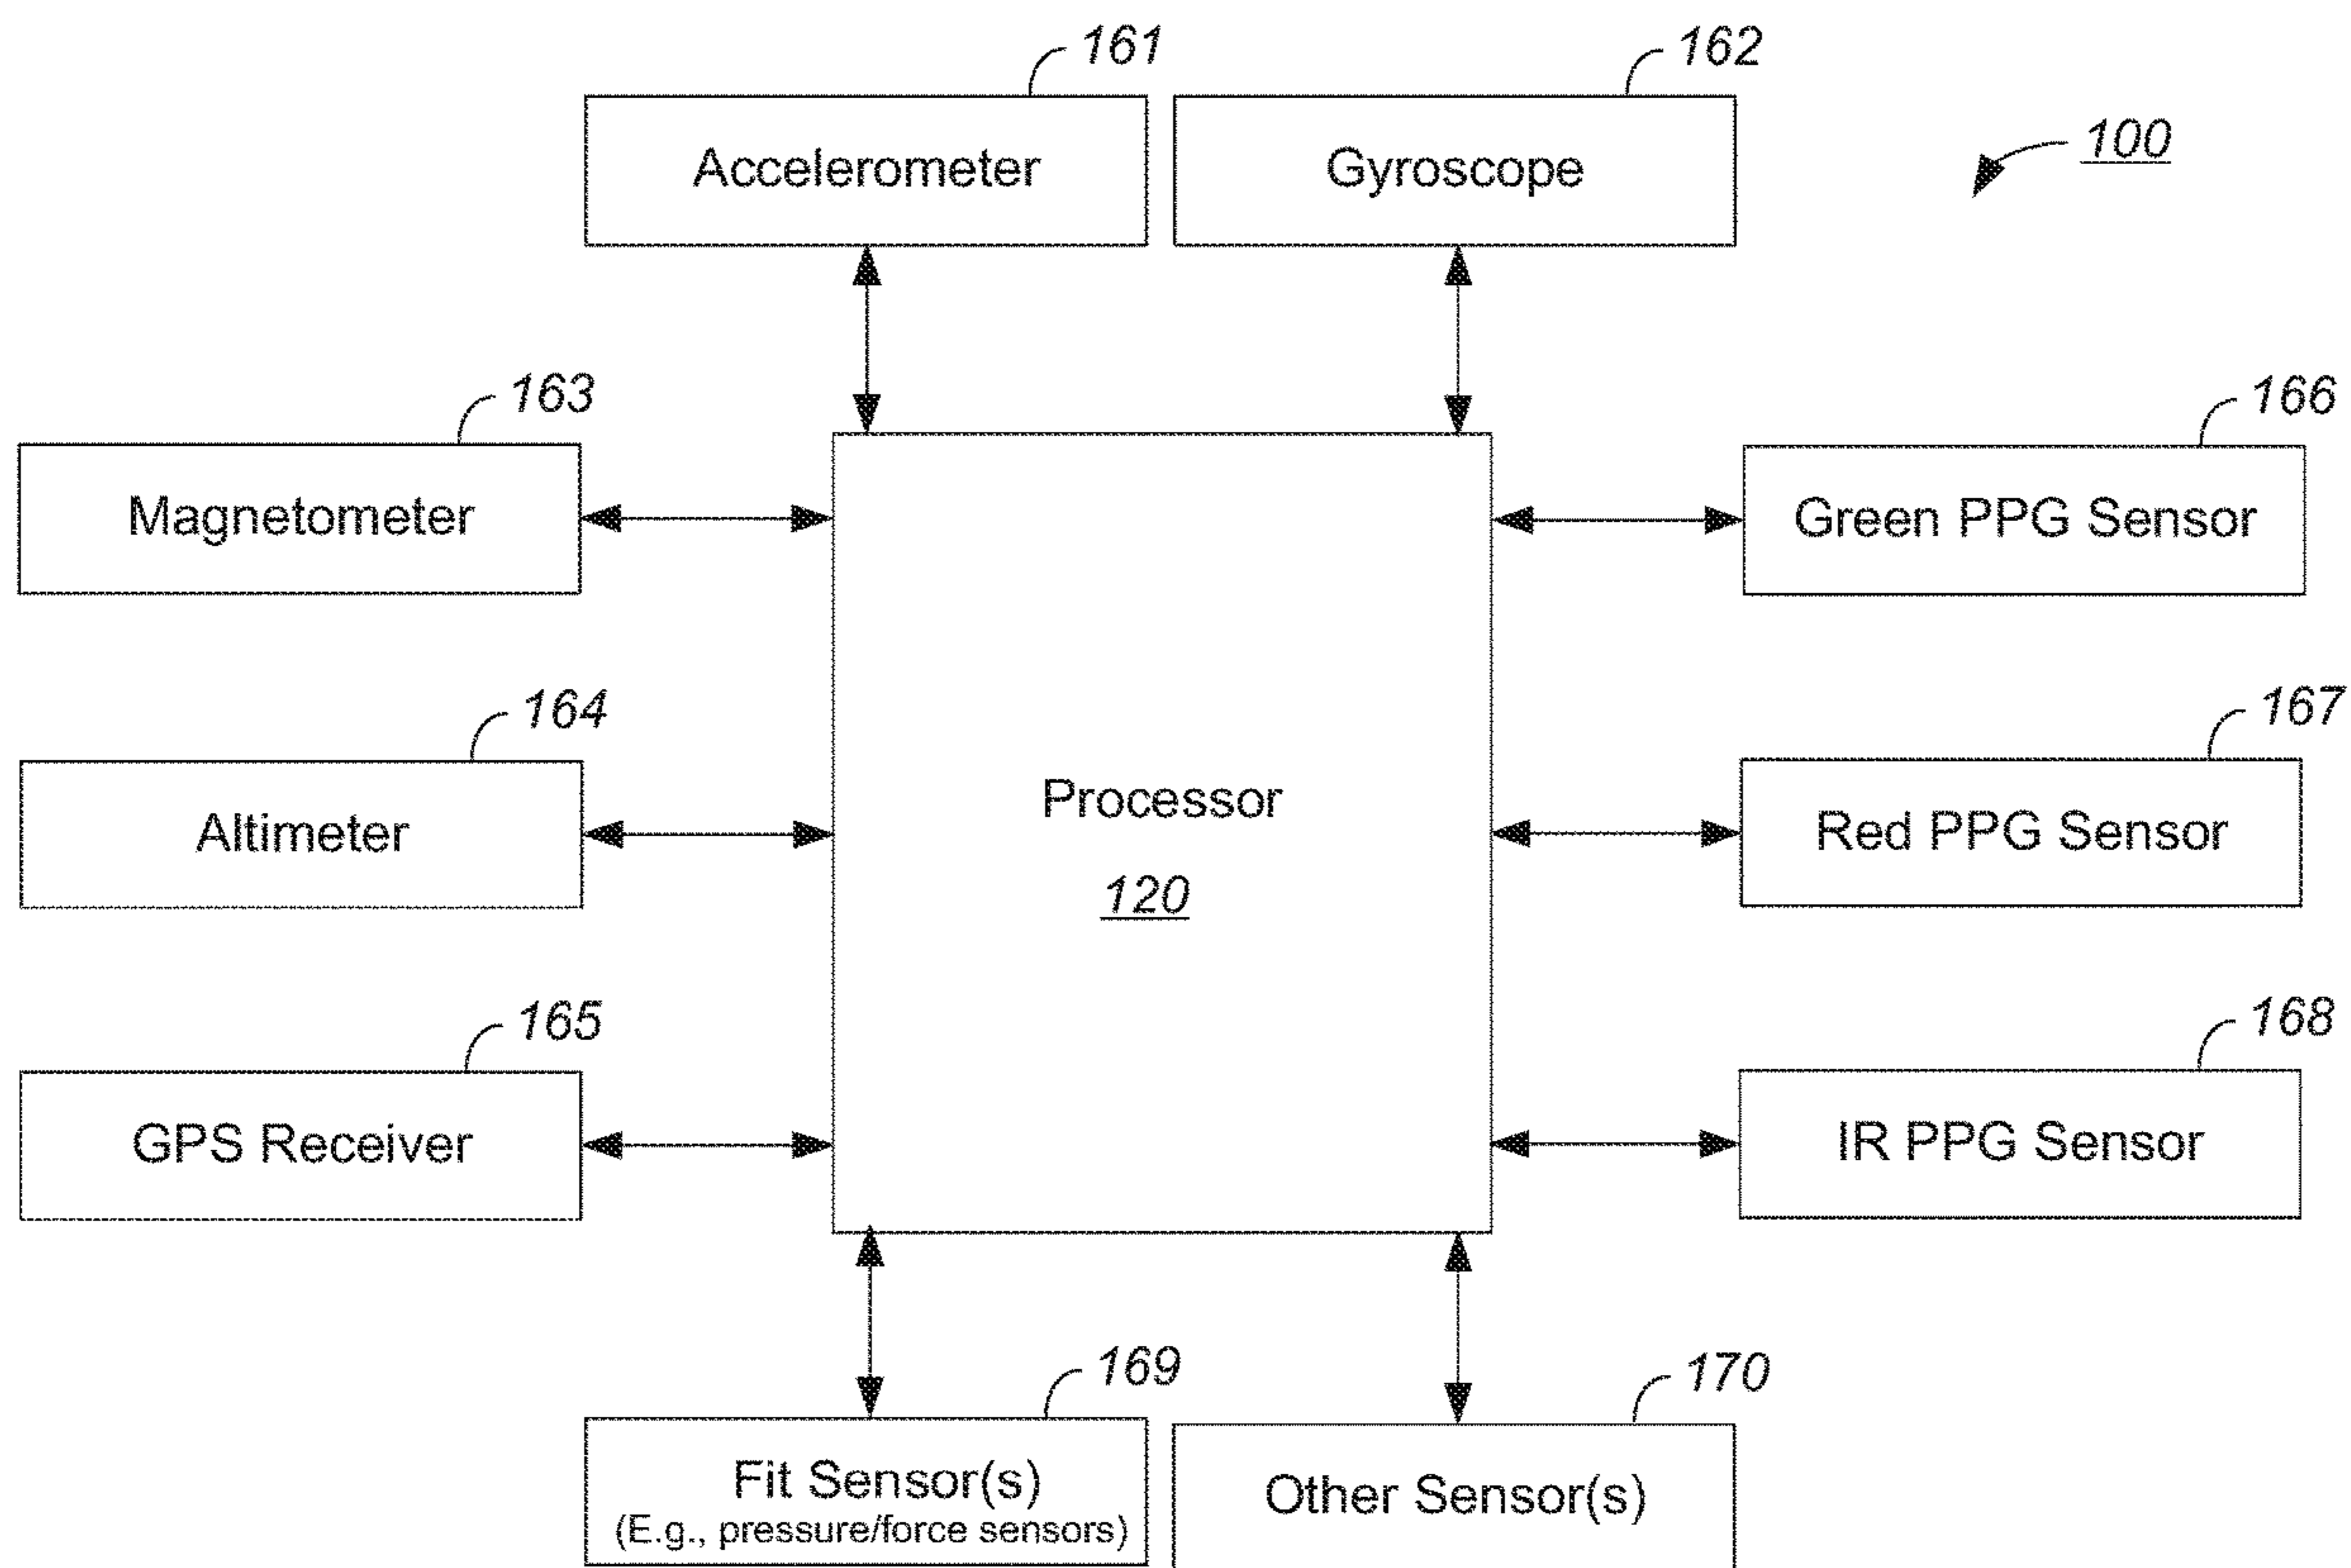 161
162
100
Accelerometer
Gyroscope
163
166
Magnetometer
Green PPG Sensor
164
167
Altimeter
Processor
120
Red PPG Sensor
165
168
GPS Receiver
IR PPG Sensor
169
170
Fit Sensor(s)
(E.g., pressure/force sensors)
Other Sensor(s)